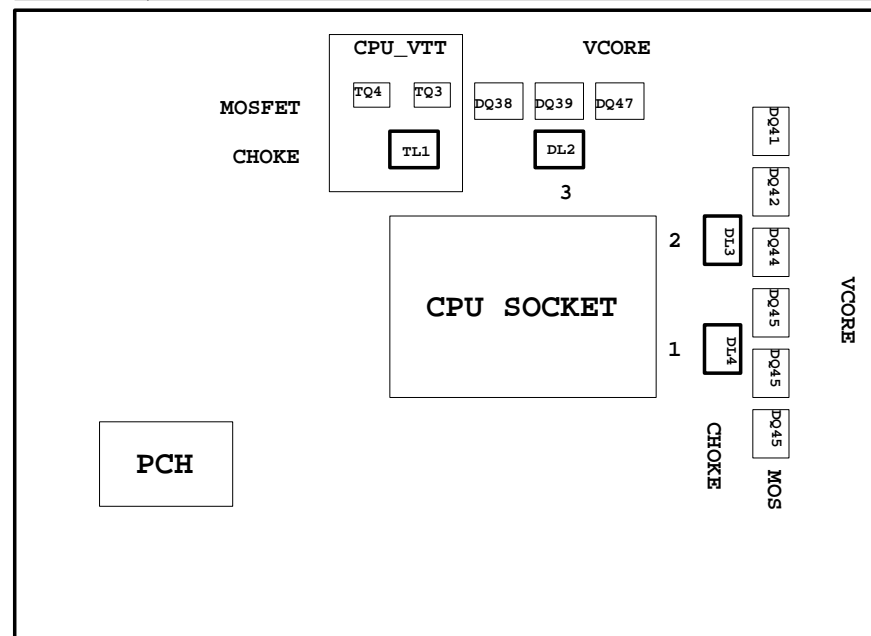 CPU_VTT VCORE
MOSFET TQ4 TQ3 DQ38 DQ39 DQ47
CHOKE TL1 DL2
3
DQ41
DQ42
2 DL3 DQ44
CPU SOCKET
VCORE
DQ45
1 DL4 DQ45
DQ45
PCH
CHOKE
MOS